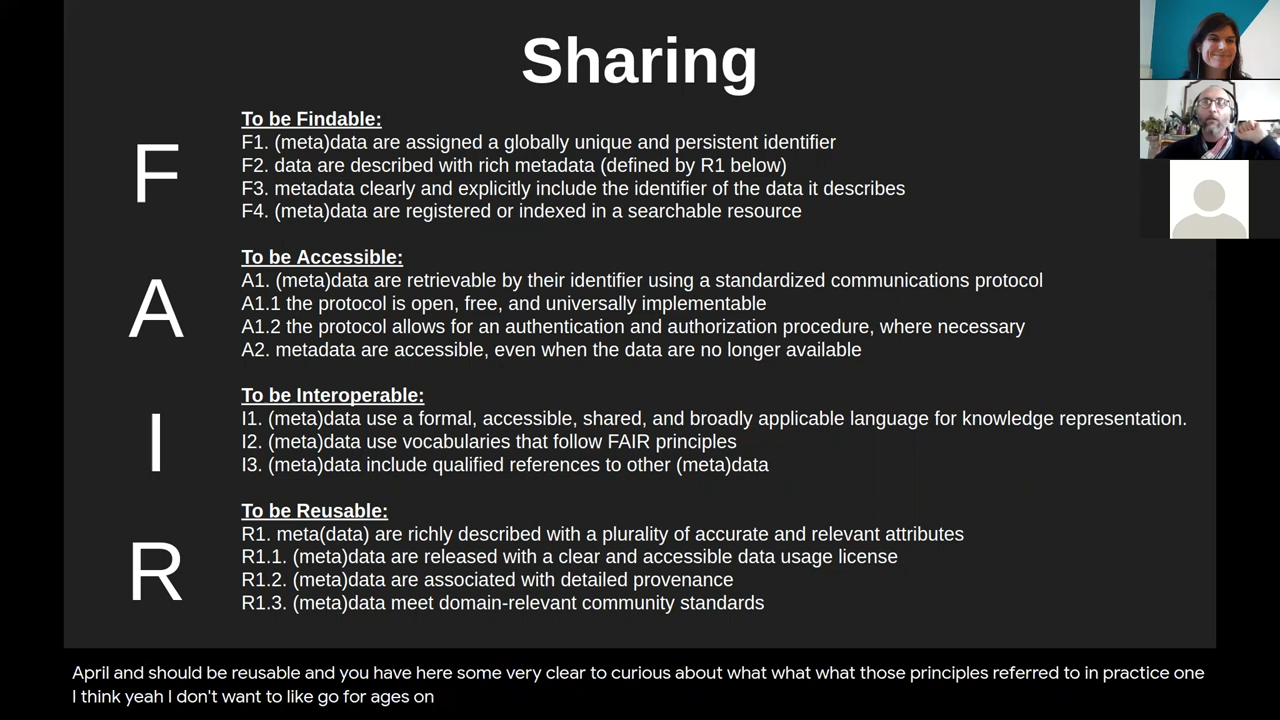 Sharing
F
To be Findable:
F1. (meta)data are assigned a globally unique and persistent identifier
F2. data are described with rich metadata (defined by R1 below)
F3. metadata clearly and explicitly include the identifier of the data it describes
F4. (meta)data are registered or indexed in a searchable resource
A
To be Accessible:
A1. (meta)data are retrievable by their identifier using a standardized communications protocol
A1.1 the protocol is open, free, and universally implementable
A1.2 the protocol allows for an authentication and authorization procedure, where necessary
A2. metadata are accessible, even when the data are no longer available
I
To be Interoperable:
I1. (meta)data use a formal, accessible, shared, and broadly applicable language for knowledge representation.
I2. (meta)data use vocabularies that follow FAIR principles
I3. (meta)data include qualified references to other (meta)data
R
To be Reusable:
R1. meta(data) are richly described with a plurality of accurate and relevant attributes
R1.1. (meta)data are released with a clear and accessible data usage license
R1.2. (meta)data are associated with detailed provenance
R1.3. (meta)data meet domain-relevant community standards
April and should be reusable and you have here some very clear to curious about what what what those principles referred to in practice one
I think yeah I don't want to like go for ages on